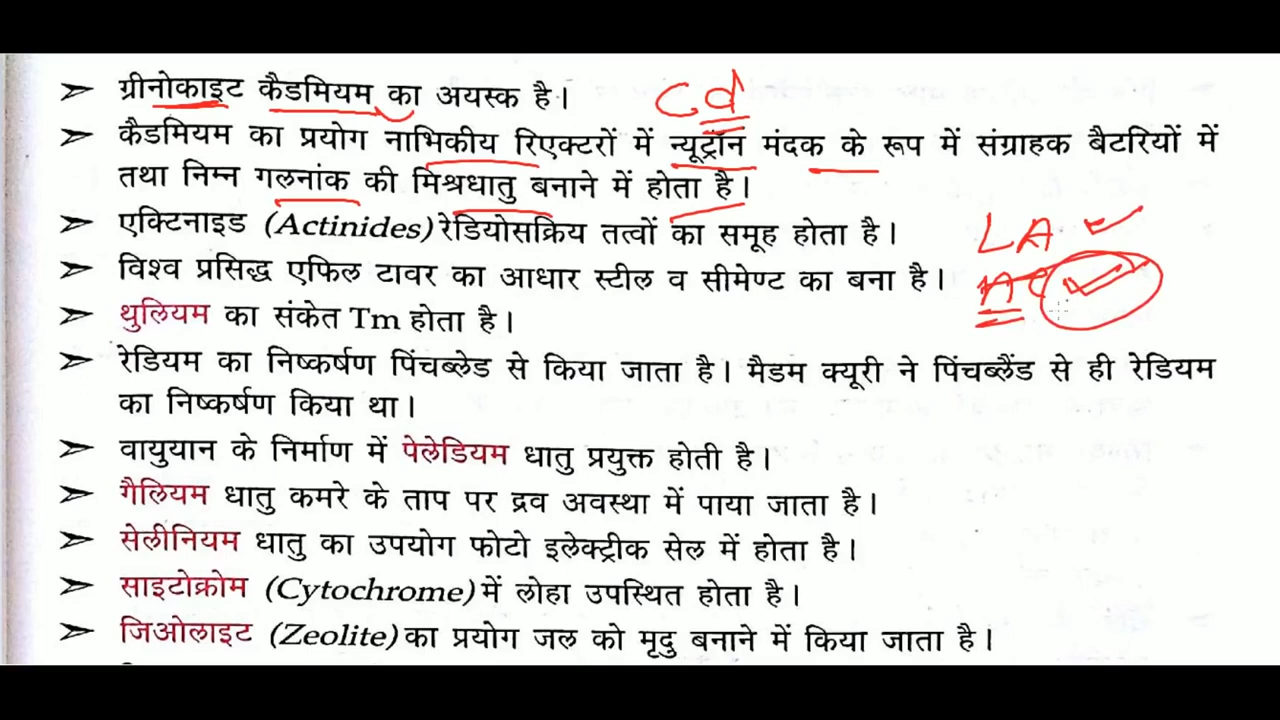 ➢ ग्रीनोकाइट कैडमियम का अयस्क है। Cd
➢ कैडमियम का प्रयोग नाभिकीय रिएक्टरों में न्यूट्रॉन मंदक के रूप में संग्राहक बैटरियों में
तथा निम्न गलनांक की मिश्रधातु बनाने में होता है।
➢ एक्टिनाइड (Actinides) रेडियोसक्रिय तत्वों का समूह होता है। LA
➢ विश्व प्रसिद्ध एफिल टावर का आधार स्टील व सीमेण्ट का बना है।
➢ थुलियम का संकेत Tm होता है।
➢ रेडियम का निष्कर्षण पिंचब्लेड से किया जाता है। मैडम क्यूरी ने पिंचब्लैंड से ही रेडियम
का निष्कर्षण किया था।
➢ वायुयान के निर्माण में पेलेडियम धातु प्रयुक्त होती है।
➢ गैलियम धातु कमरे के ताप पर द्रव अवस्था में पाया जाता है।
➢ सेलीनियम धातु का उपयोग फोटो इलेक्ट्रीक सेल में होता है।
➢ साइटोक्रोम (Cytochrome) में लोहा उपस्थित होता है।
➢ जिओलाइट (Zeolite) का प्रयोग जल को मृदु बनाने में किया जाता है।